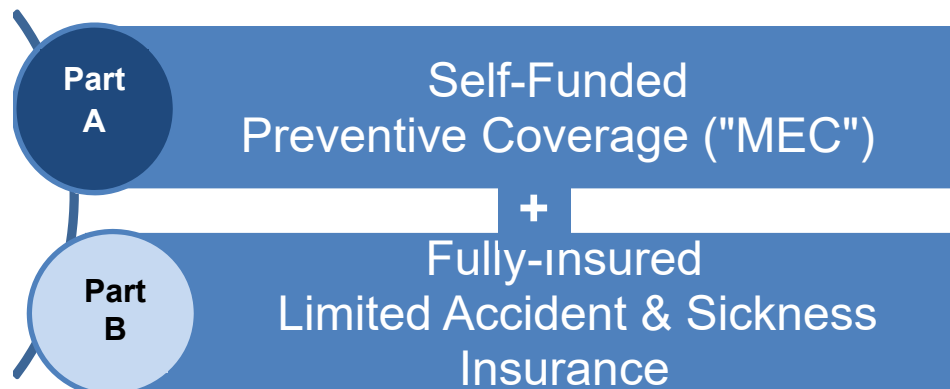 Part
A
Self-Funded
Preventive Coverage ("MEC")
+
Part
B
Fully-insured
Limited Accident & Sickness
Insurance